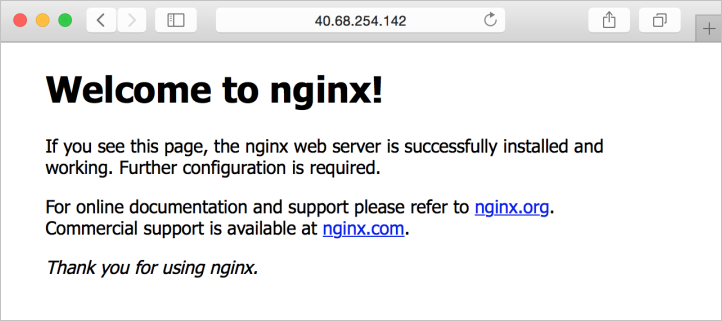 40.68.254.142
Welcome to nginx!
If you see this page, the nginx web server is successfully installed and
working. Further configuration is required.
For online documentation and support please refer to nginx.org.
Commercial support is available at nginx.com.
Thank you for using nginx.